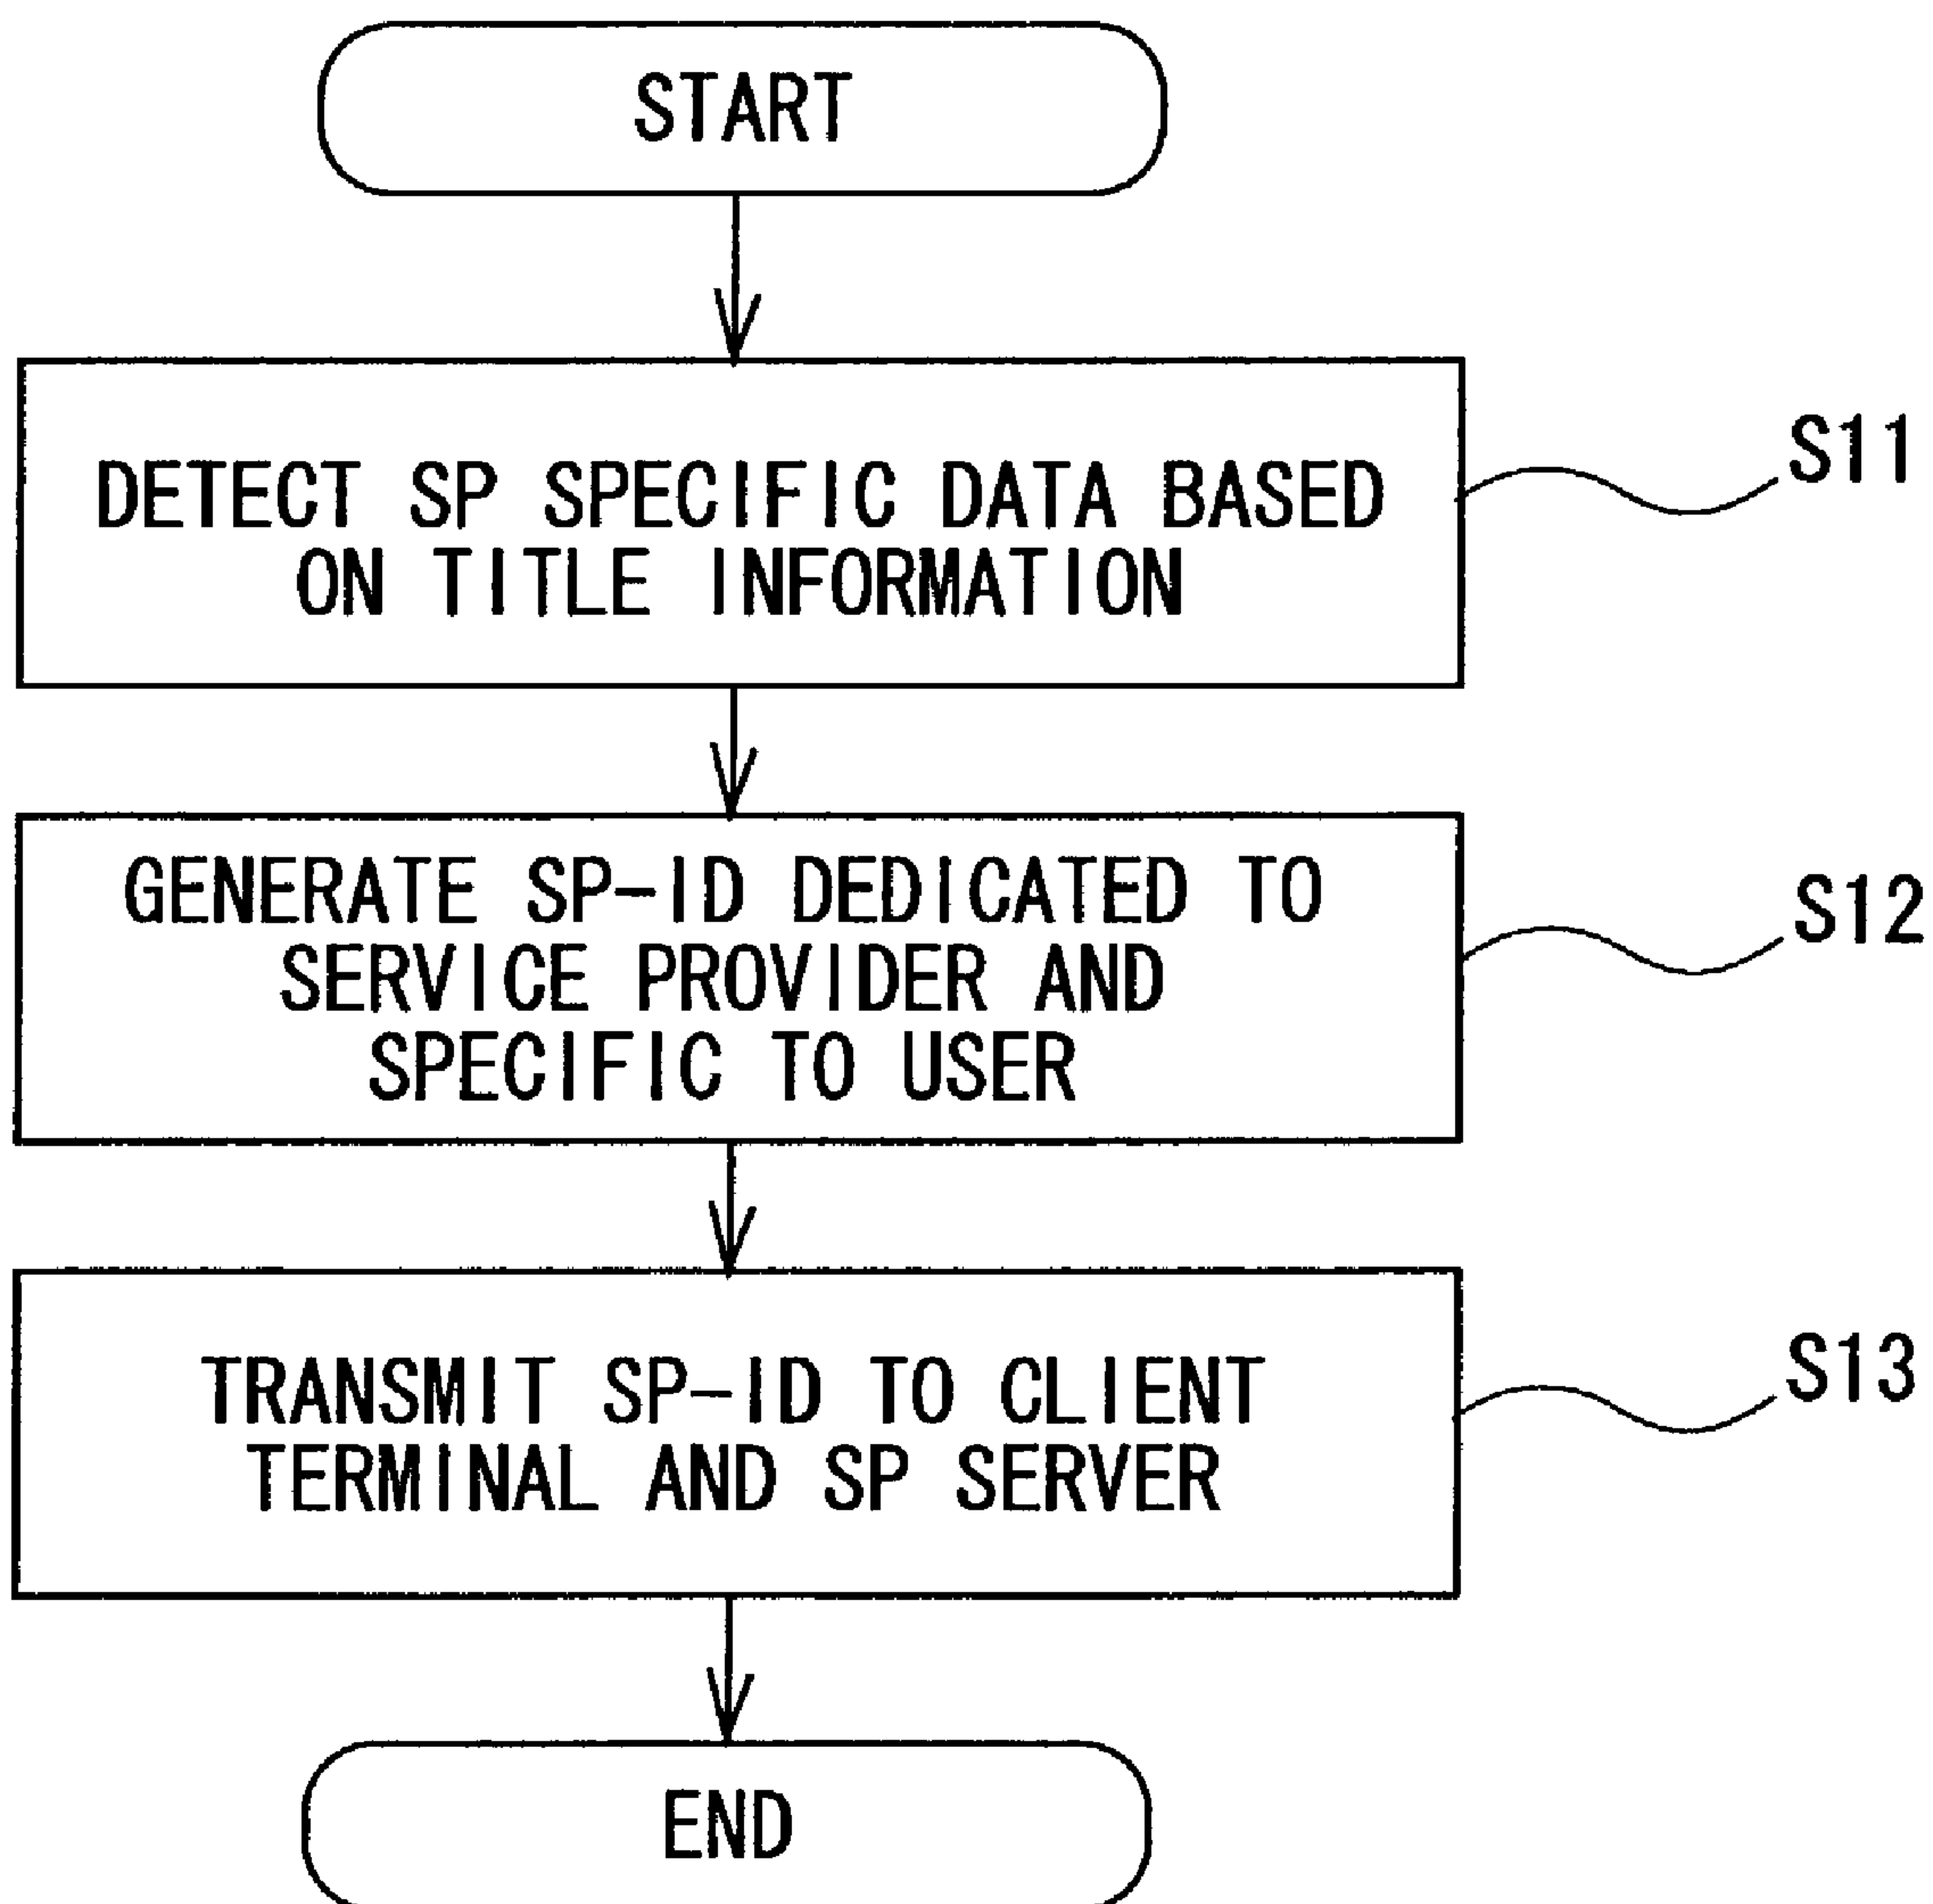 START
DETECT SP SPECIFIC DATA BASED
ON TITLE INFORMATION
S11
GENERATE SP-ID DEDICATED TO
SERVICE PROVIDER AND
SPECIFIC TO USER
S12
TRANSMIT SP-ID TO CLIENT
TERMINAL AND SP SERVER
S13
END